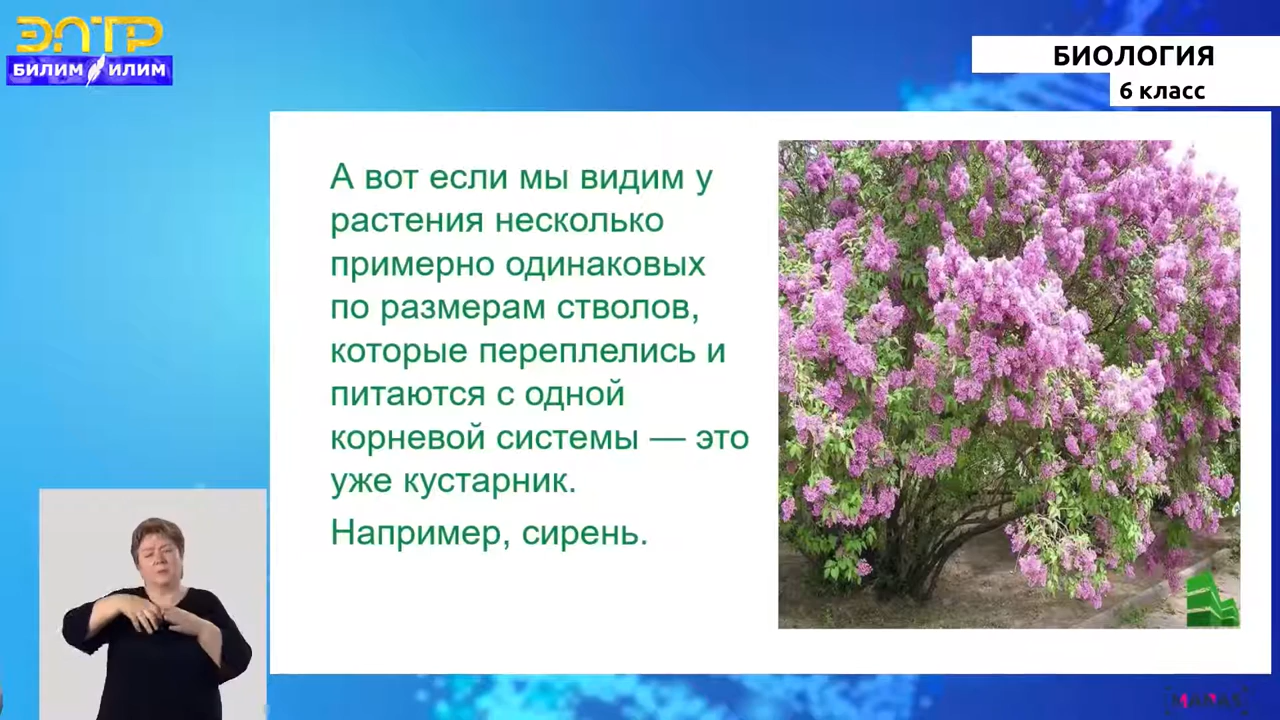 ЭЛТР
БИЛИМ ИЛИМ
БИОЛОГИЯ
6 класс
А вот если мы видим у
растения несколько
примерно одинаковых
по размерам стволов,
которые переплелись и
питаются с одной
корневой системы — это
уже кустарник.
Например, сирень.